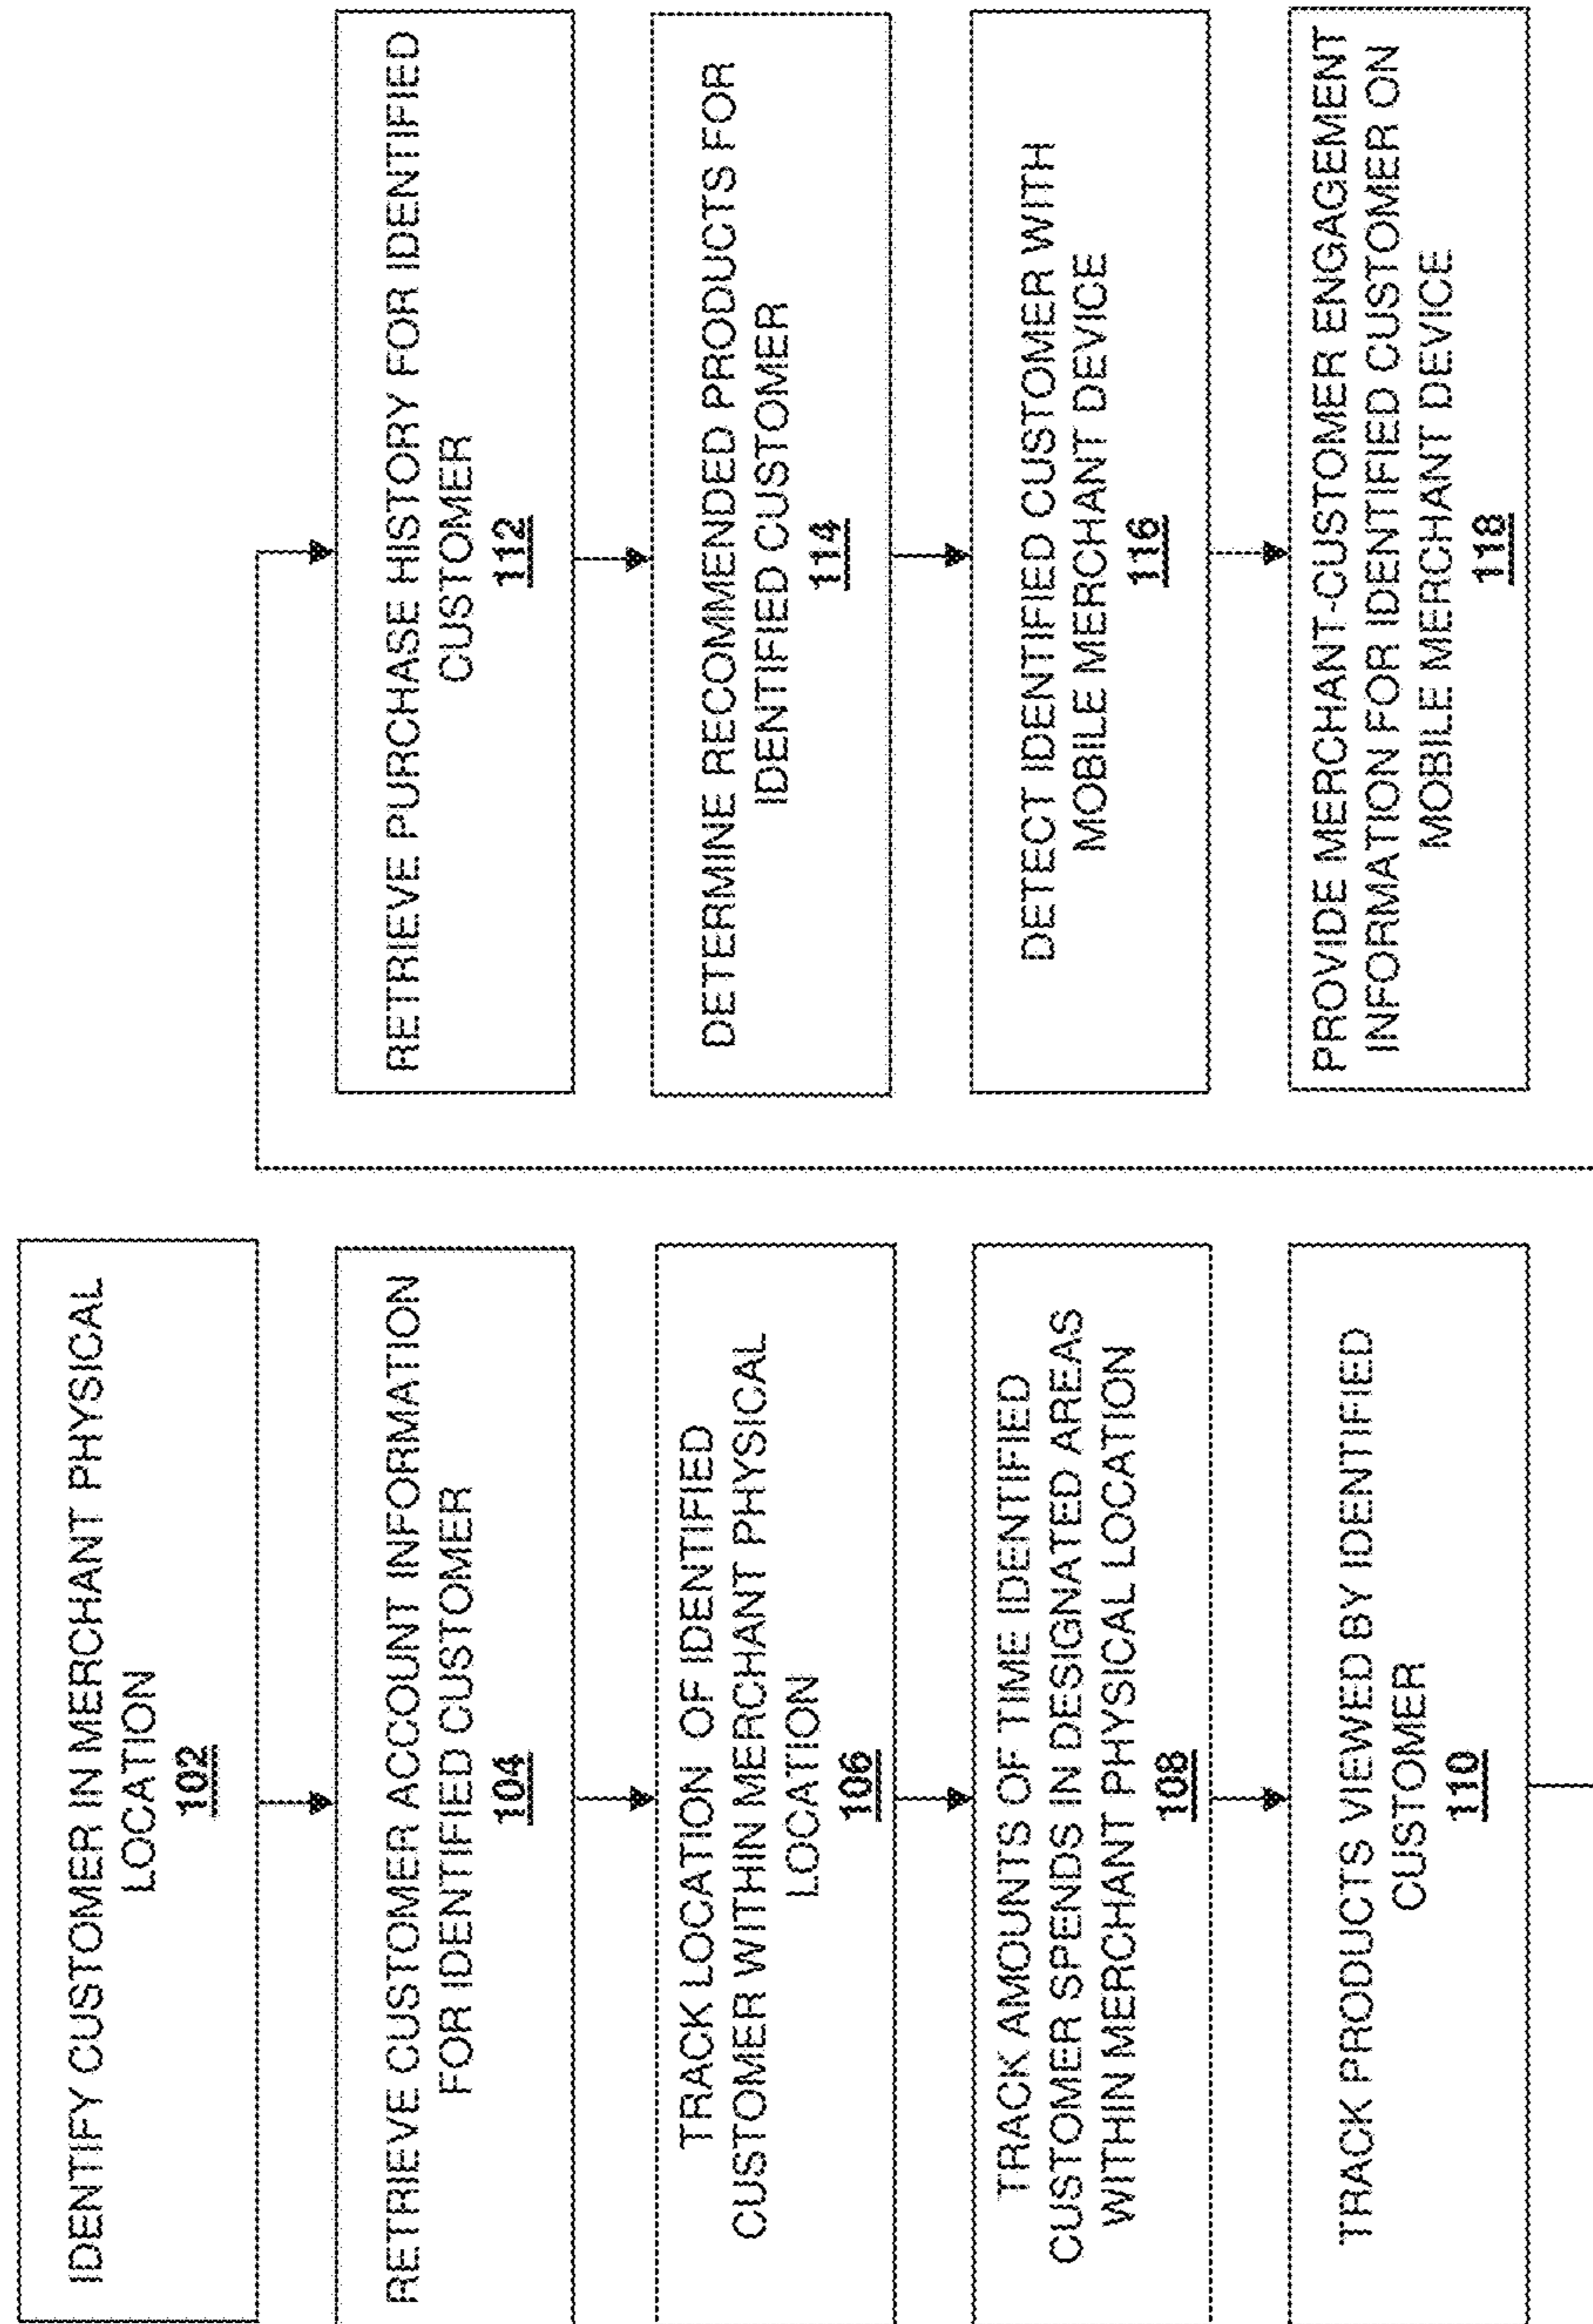 IDENTIFY CUSTOMER IN MERCHANT PHYSICAL
LOCATION
102
RETRIEVE CUSTOMER ACCOUNT INFORMATION
FOR IDENTIFIED CUSTOMER
104
TRACK LOCATION OF IDENTIFIED
CUSTOMER WITHIN MERCHANT PHYSICAL
LOCATION
106
TRACK AMOUNTS OF TIME IDENTIFIED
CUSTOMER SPENDS IN DESIGNATED AREAS
WITHIN MERCHANT PHYSICAL LOCATION
108
TRACK PRODUCTS VIEWED BY IDENTIFIED
CUSTOMER
110
RETRIEVE PURCHASE HISTORY FOR IDENTIFIED
CUSTOMER
112
DETERMINE RECOMMENDED PRODUCTS FOR
IDENTIFIED CUSTOMER
114
DETECT IDENTIFIED CUSTOMER WITH
MOBILE MERCHANT DEVICE
116
PROVIDE MERCHANT-CUSTOMER ENGAGEMENT
INFORMATION FOR IDENTIFIED CUSTOMER ON
MOBILE MERCHANT DEVICE
118